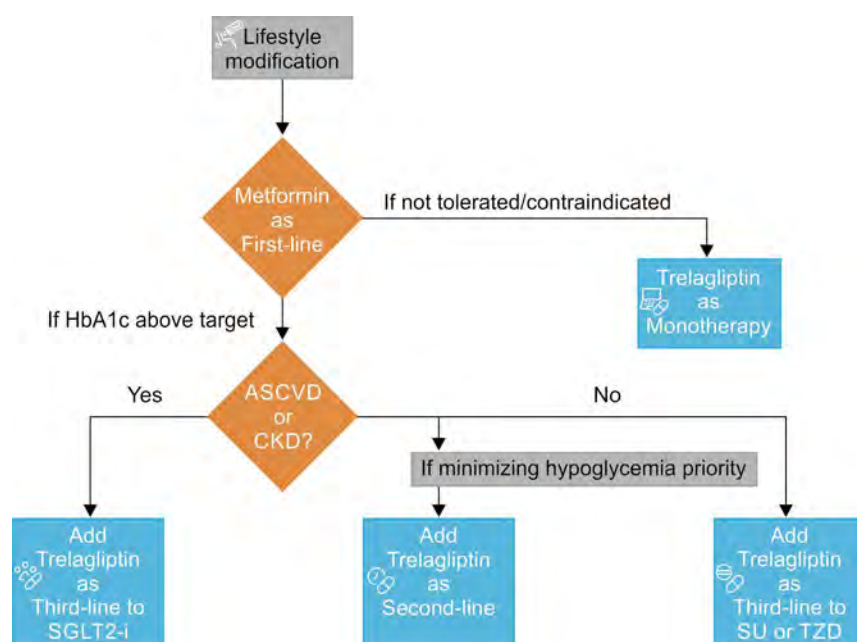 Lifestyle
modification
Metformin
as
First-line
If not tolerated/contraindicated
Trelagliptin
as
Monotherapy
If HbA1c above target
ASCVD
or
CKD?
Yes
No
If minimizing hypoglycemia priority
Add
Trelagliptin
as
Third-line to
SGLT2-i
Add
Trelagliptin
as
Second-line
Add
Trelagliptin
as
Third-line to
SU or TZD